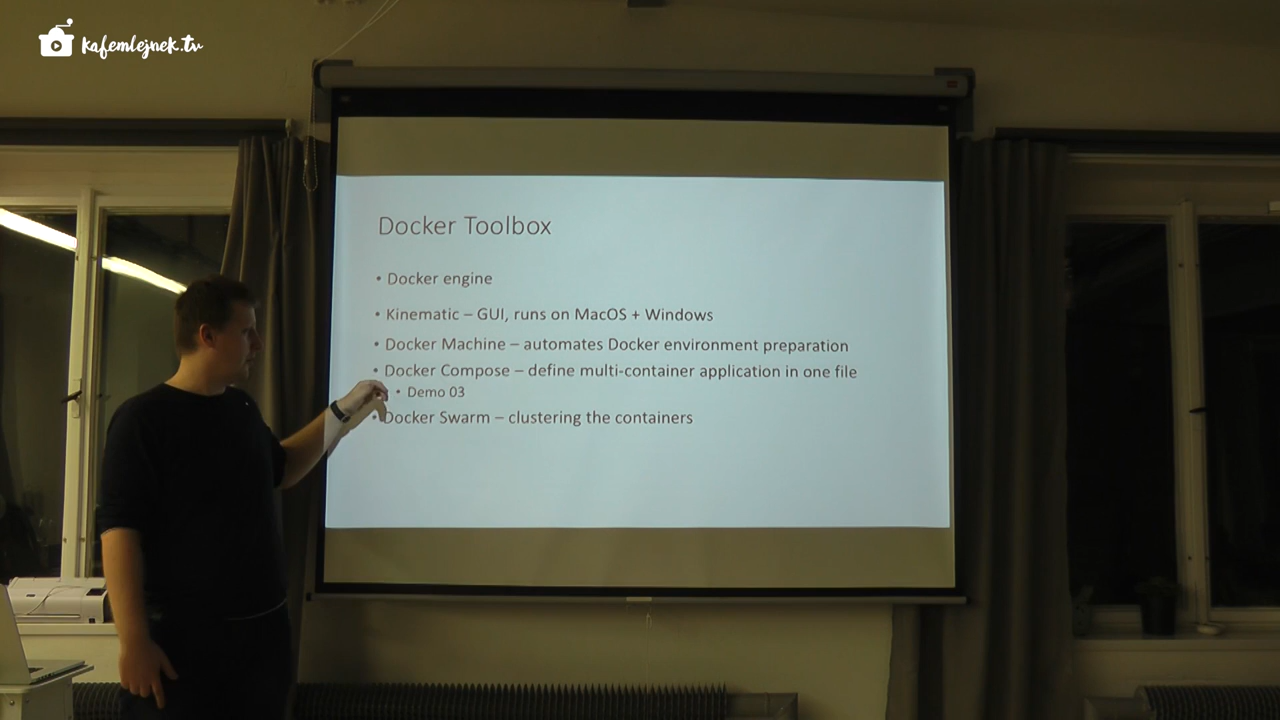 kafemlejnek.tv
Docker Toolbox
• Docker engine
• Kinematic – GUI, runs on MacOS + Windows
• Docker Machine – automates Docker environment preparation
• Docker Compose – define multi-container application in one file
• Demo 03
• Docker Swarm – clustering the containers